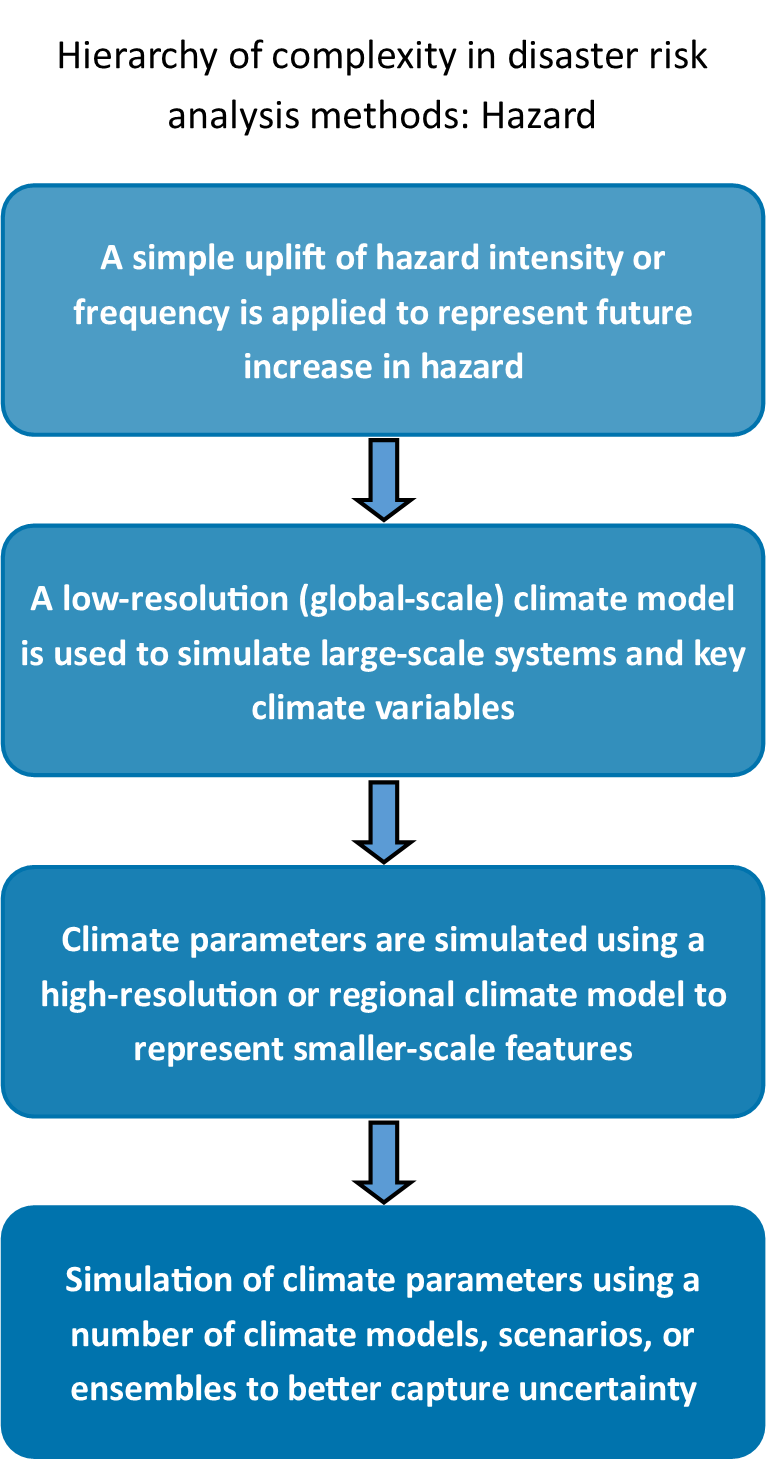 Hierarchy of complexity in disaster risk
analysis methods: Hazard
A simple uplift of hazard intensity or
frequency is applied to represent future
increase in hazard
A low-resolution (global-scale) climate model
is used to simulate large-scale systems and key
climate variables
Climate parameters are simulated using a
high-resolution or regional climate model to
represent smaller-scale features
Simulation of climate parameters using a
number of climate models, scenarios, or
ensembles to better capture uncertainty